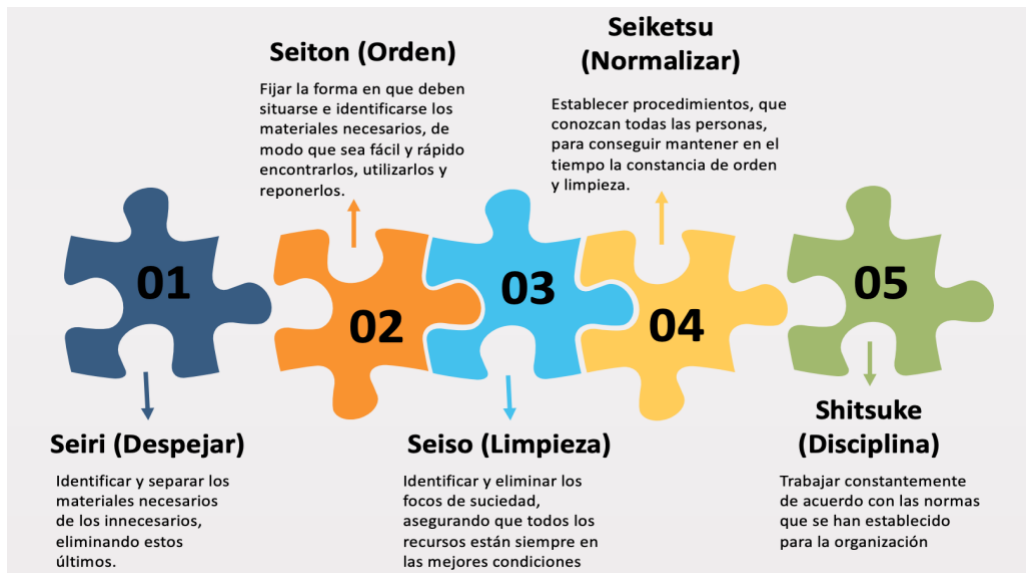 01
Seiri (Despejar)
Identificar y separar los
materiales necesarios
de los innecesarios,
eliminando estos
últimos.
Seiton (Orden)
Fijar la forma en que deben
situarse e identificarse los
materiales necesarios, de
modo que sea fácil y rápido
encontrarlos, utilizarlos y
reponerlos.
02
03
Seiso (Limpieza)
Identificar y eliminar los
focos de suciedad,
asegurando que todos los
recursos están siempre en
las mejores condiciones
Seiketsu
(Normalizar)
Establecer procedimientos, que
conozcan todas las personas,
para conseguir mantener en el
tiempo la constancia de orden
y limpieza.
04
05
Shitsuke
(Disciplina)
Trabajar constantemente
de acuerdo con las normas
que se han establecido
para la organización